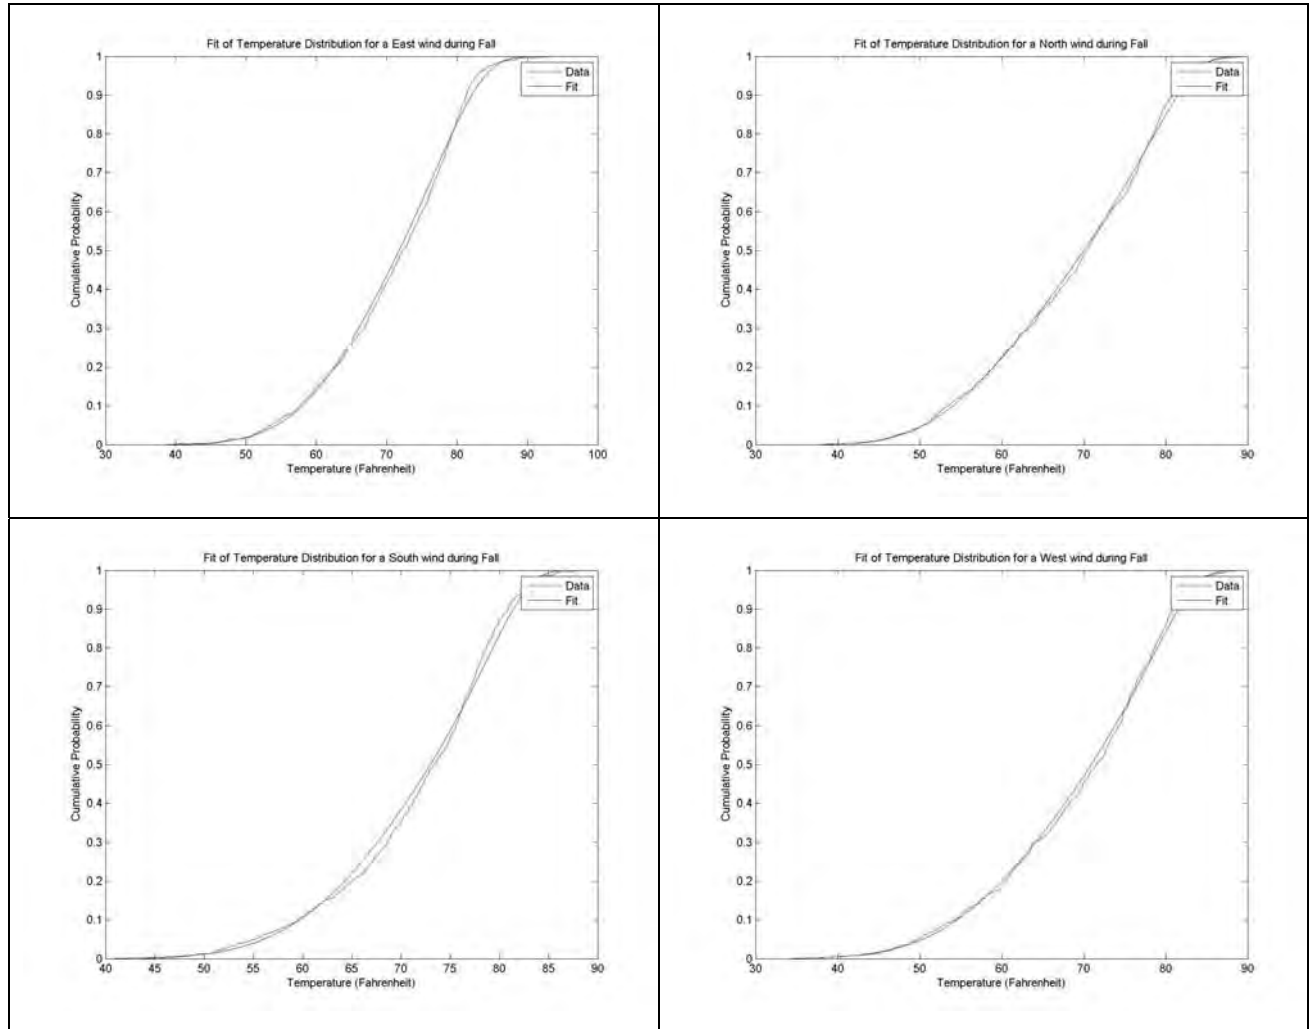 Fit of Temperature Distribution for a East wind during Fall
1
0.9
0.8
0.7
0.6
0.5
0.4
0.3
0.2
0.1
0
Cumulative Probability
Data
Fit
30 40 50 60 70 80 90 100
Temperature (Fahrenheit)
Fit of Temperature Distribution for a North wind during Fall
1
0.9
0.8
0.7
0.6
0.5
0.4
0.3
0.2
0.1
0
Cumulative Probability
Data
Fit
30 40 50 60 70 80 90
Temperature (Fahrenheit)
Fit of Temperature Distribution for a South wind during Fall
1
0.9
0.8
0.7
0.6
0.5
0.4
0.3
0.2
0.1
0
Cumulative Probability
Data
Fit
40 45 50 55 60 65 70 75 80 85 90
Temperature (Fahrenheit)
Fit of Temperature Distribution for a West wind during Fall
1
0.9
0.8
0.7
0.6
0.5
0.4
0.3
0.2
0.1
0
Cumulative Probability
Data
Fit
30 40 50 60 70 80 90
Temperature (Fahrenheit)